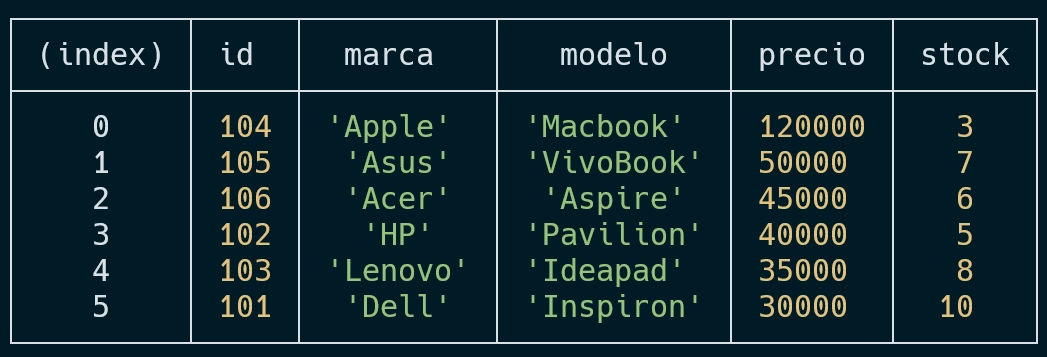 (index) id marca modelo precio stock
0 104 'Apple' 'Macbook' 120000 3
1 105 'Asus' 'VivoBook' 50000 7
2 106 'Acer' 'Aspire' 45000 6
3 102 'HP' 'Pavilion' 40000 5
4 103 'Lenovo' 'Ideapad' 35000 8
5 101 'Dell' 'Inspiron' 30000 10